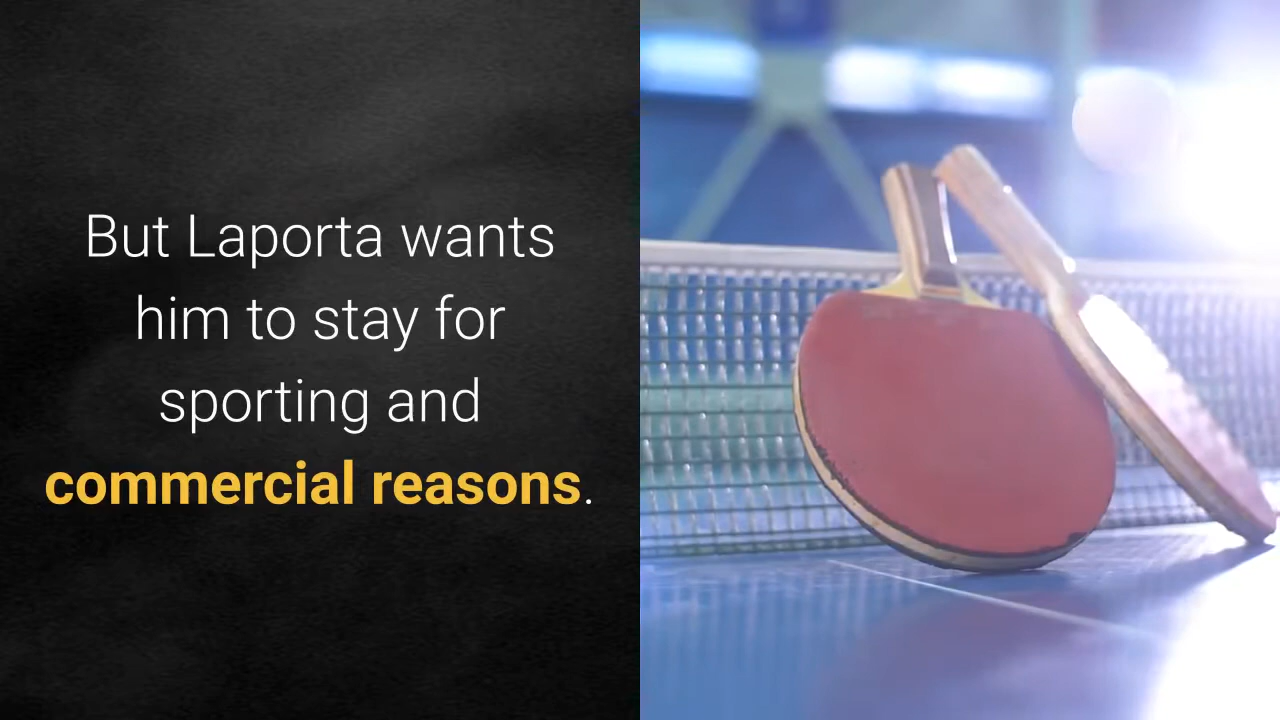 But Laporta wants
him to stay for
sporting and
commercial reasons.